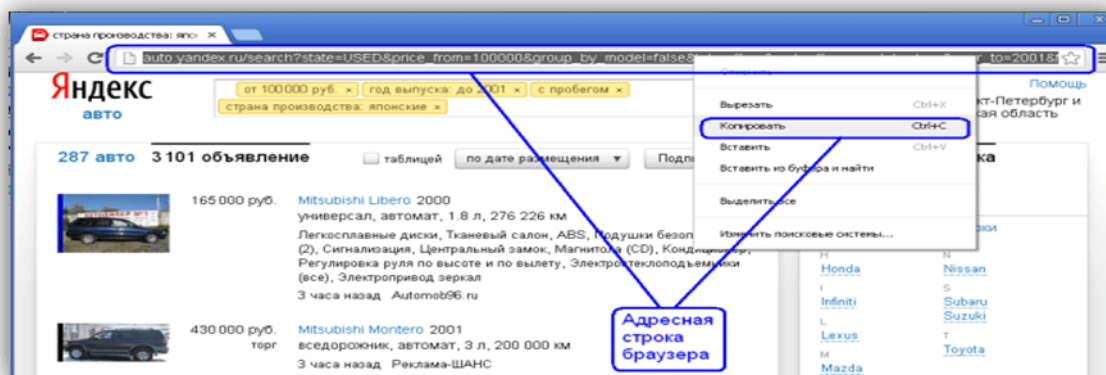 страна производства: япон ×
auto.yandex.ru/search?state=USED&price_from=100000&group_by_model=false&
r_to=2001&
Яндекс
авто
от 100 000 руб. ×
год выпуска: до 2001 ×
с пробегом ×
страна производства: японские ×
Помощь
кт-Петербург и
кая область
Вырезать Ctrl+X
Копировать Ctrl+C
Вставить Ctrl+V
Вставить из буфера и найти
Выделить все
Изменить поисковые системы...
287 авто 3 101 объявление
таблицей
по дате размещения ▼
Подпи
ка
165 000 руб.
Mitsubishi Libero 2000
универсал, автомат, 1.8 л, 276 226 км
Легкосплавные диски, Тканевый салон, ABS, Подушки безоп
(2), Сигнализация, Центральный замок, Магнитола (CD), Кондиционер,
Регулировка руля по высоте и по вылету, Электростеклоподъемники
(все), Электропривод зеркал
3 часа назад Automob96.ru
430 000 руб.
торг
Mitsubishi Montero 2001
вседорожник, автомат, 3 л, 200 000 км
3 часа назад Реклама-ШАНС
Адресная
строка
браузера
H
Honda
I
Infiniti
L
Lexus
M
Mazda
N
Nissan
S
Subaru
Suzuki
T
Toyota